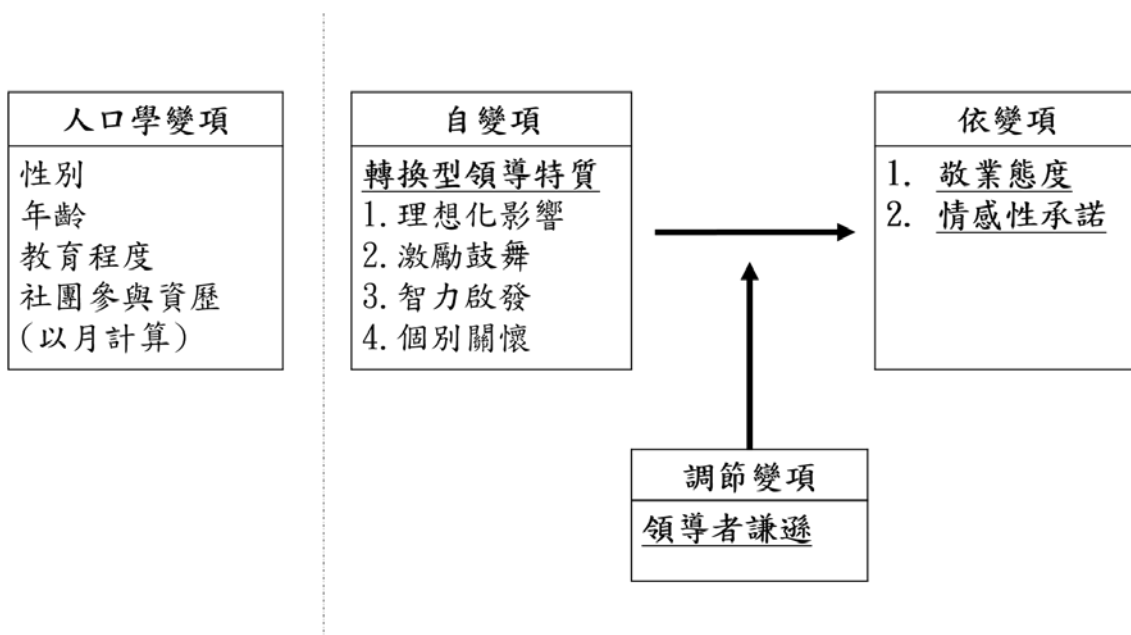 人口學變項
性別
年齡
教育程度
社團參與資歷
(以月計算)
自變項
轉換型領導特質
1.理想化影響
2.激勵鼓舞
3.智力啟發
4.個別關懷
依變項
1. 敬業態度
2. 情感性承諾
調節變項
領導者謙遜